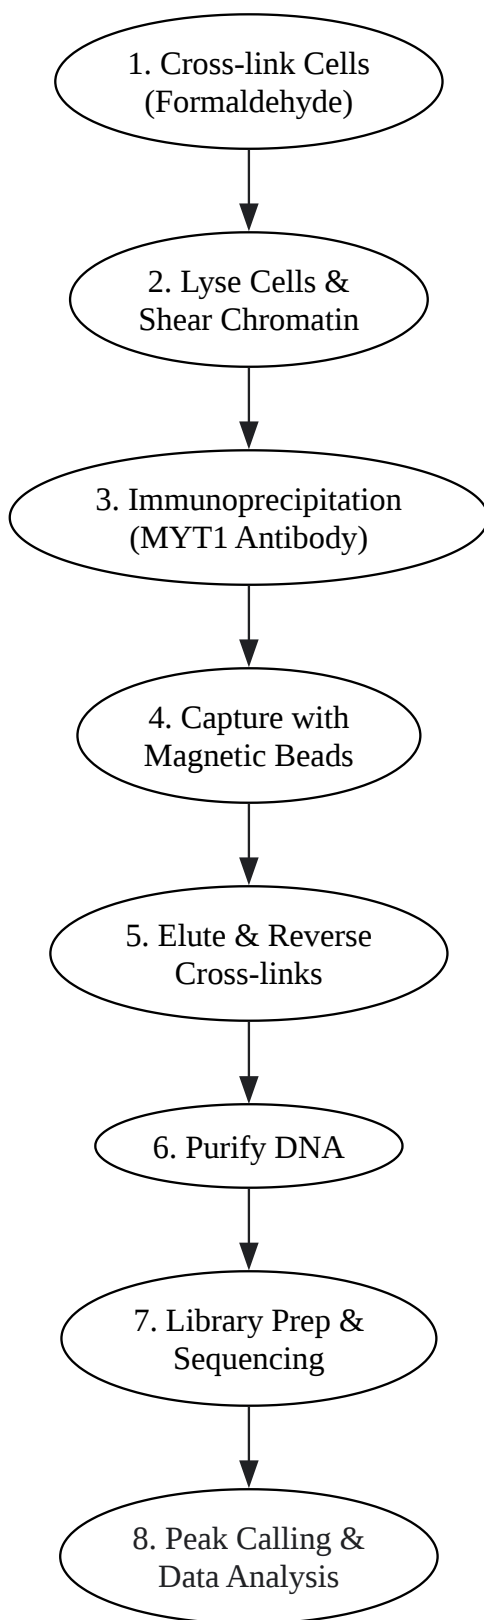 1. Cross-link Cells
(Formaldehyde)
2. Lyse Cells &
Shear Chromatin
3. Immunoprecipitation
(MYT1 Antibody)
4. Capture with
Magnetic Beads
5. Elute & Reverse
Cross-links
6. Purify DNA
7. Library Prep &
Sequencing
8. Peak Calling &
Data Analysis